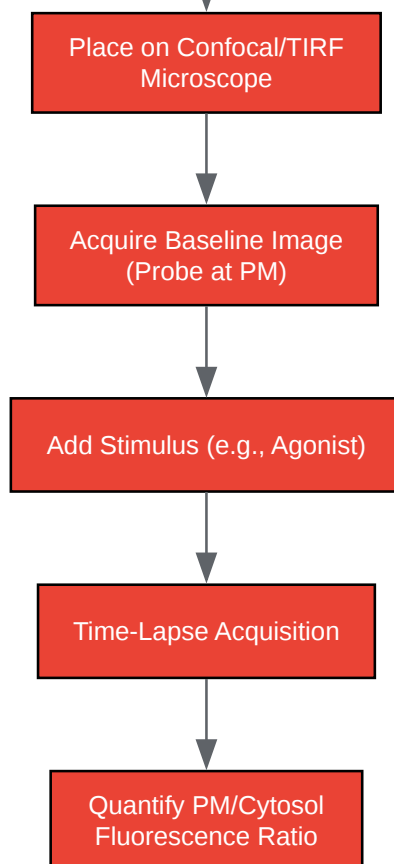 Place on Confocal/TIRF
Microscope
Acquire Baseline Image
(Probe at PM)
Add Stimulus (e.g., Agonist)
Time-Lapse Acquisition
Quantify PM/Cytosol
Fluorescence Ratio